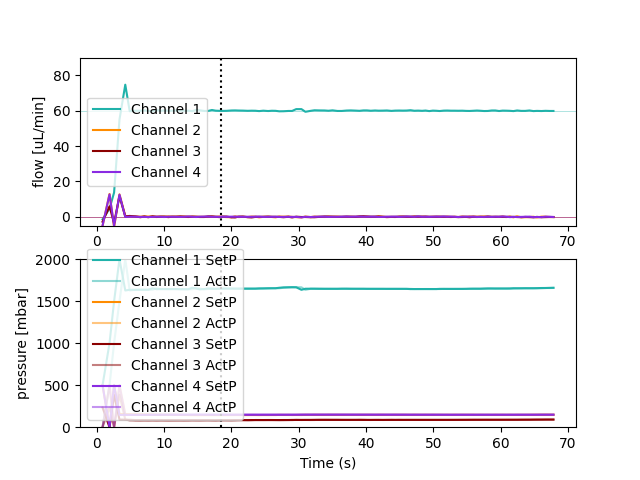 flow [uL/min]
80
60
40
20
0
Channel 1
Channel 2
Channel 3
Channel 4
0 10 20 30 40 50 60 70
pressure [mbar]
2000
1500
1000
500
0
Channel 1 SetP
Channel 1 ActP
Channel 2 SetP
Channel 2 ActP
Channel 3 SetP
Channel 3 ActP
Channel 4 SetP
Channel 4 ActP
0 10 20 30 40 50 60 70
Time (s)